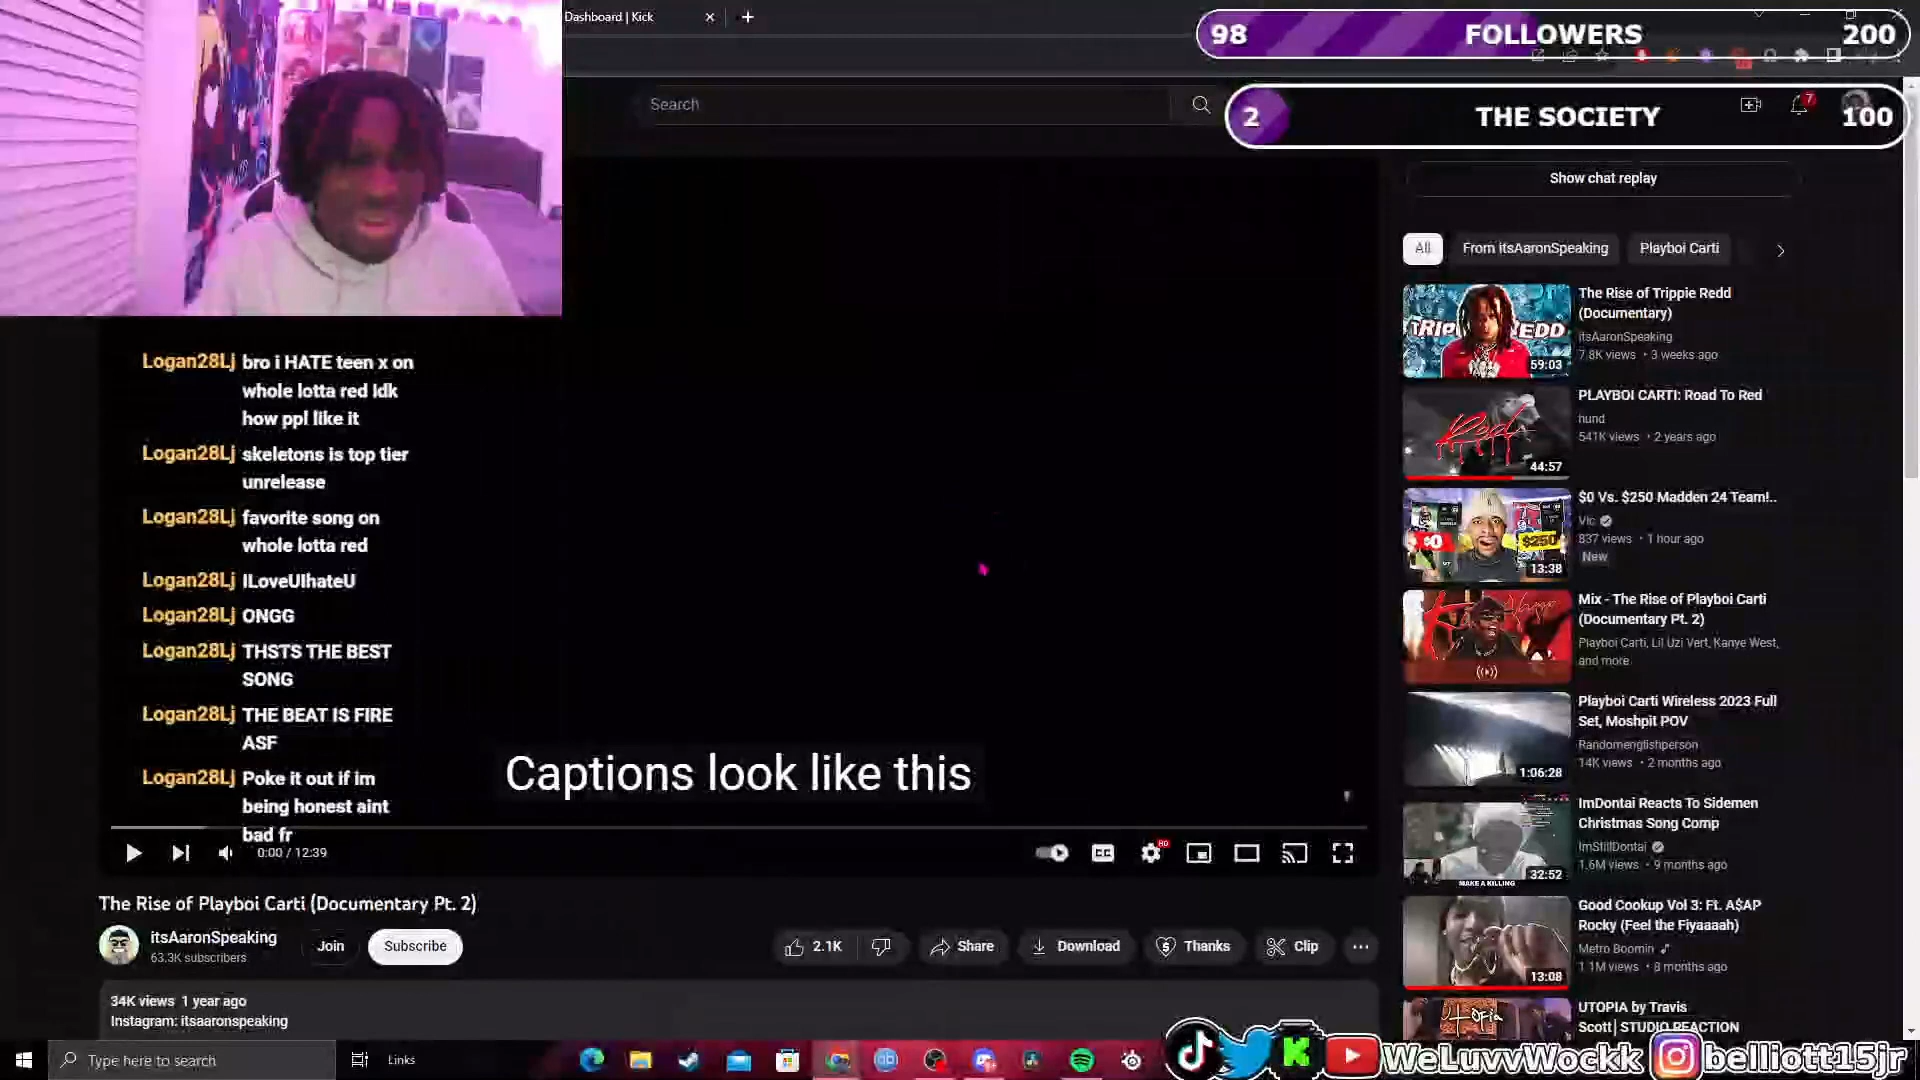 Dashboard | Kick
98 FOLLOWERS 200
Search
2 THE SOCIETY 100
7
Show chat replay
All
From itsAaronSpeaking
Playboi Carti
TRIPPIE REDD
59:03
The Rise of Trippie Redd
(Documentary)
itsAaronSpeaking
7.8K views • 3 weeks ago
Red
44:57
PLAYBOI CARTI: Road To Red
hund
541K views • 2 years ago
$0
$250
13:38
$0 Vs. $250 Madden 24 Team!..
Vic
837 views • 1 hour ago
New
Mix - The Rise of Playboi Carti
(Documentary Pt. 2)
Playboi Carti, Lil Uzi Vert, Kanye West,
and more
1:06:28
Playboi Carti Wireless 2023 Full
Set, Moshpit POV
Randomenglishperson
14K views • 2 months ago
MAKE A KILLING
32:52
ImDontai Reacts To Sidemen
Christmas Song Comp
ImStillDontai
1.6M views • 9 months ago
13:08
Good Cookup Vol 3: Ft. A$AP
Rocky (Feel the Fiyaaaah)
Metro Boomin
1.1M views • 8 months ago
UTOPIA by Travis
Scott| STUDIO REACTION
Logan28Lj bro i HATE teen x on
whole lotta red idk
how ppl like it
Logan28Lj skeletons is top tier
unrelease
Logan28Lj favorite song on
whole lotta red
Logan28Lj ILoveUIhateU
Logan28Lj ONGG
Logan28Lj THSTS THE BEST
SONG
Logan28Lj THE BEAT IS FIRE
ASF
Logan28Lj Poke it out if im
being honest aint
bad fr
Captions look like this
0:00 / 12:39
CC
HD
The Rise of Playboi Carti (Documentary Pt. 2)
itsAaronSpeaking
63.3K subscribers
Join
Subscribe
2.1K
Share
Download
Thanks
Clip
34K views 1 year ago
Instagram: itsaaronspeaking
Type here to search
Links
WeLuvvWockk
belliott15jr